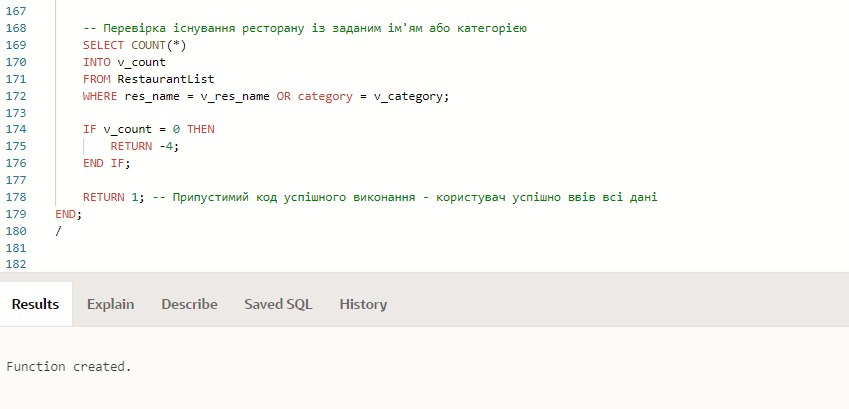 167
168 -- Перевірка існування ресторану із заданим ім'ям або категорією
169 SELECT COUNT(*)
170 INTO v_count
171 FROM RestaurantList
172 WHERE res_name = v_res_name OR category = v_category;
173
174 IF v_count = 0 THEN
175 RETURN -4;
176 END IF;
177
178 RETURN 1; -- Припустимий код успішного виконання - користувач успішно ввів всі дані
179 END;
180 /
181
182
Results Explain Describe Saved SQL History
Function created.